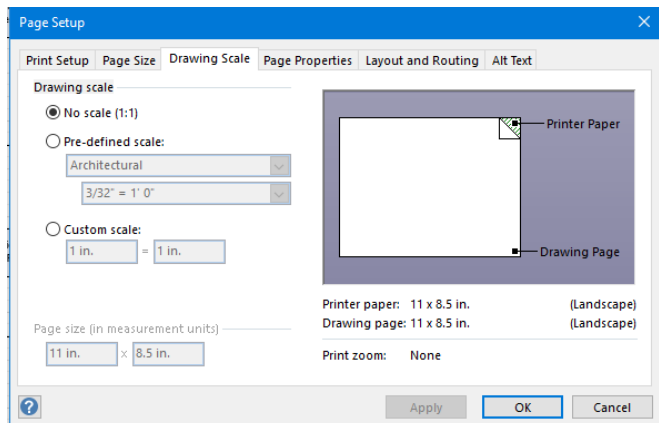 Page Setup
Print Setup
Page Size
Drawing Scale
Page Properties
Layout and Routing
Alt Text
Drawing scale
No scale (1:1)
Pre-defined scale:
Architectural
3/32" = 1' 0"
Custom scale:
1 in. = 1 in.
Page size (in measurement units)
11 in. x 8.5 in.
Printer Paper
Drawing Page
Printer paper: 11 x 8.5 in. (Landscape)
Drawing page: 11 x 8.5 in. (Landscape)
Print zoom: None
?
Apply
OK
Cancel